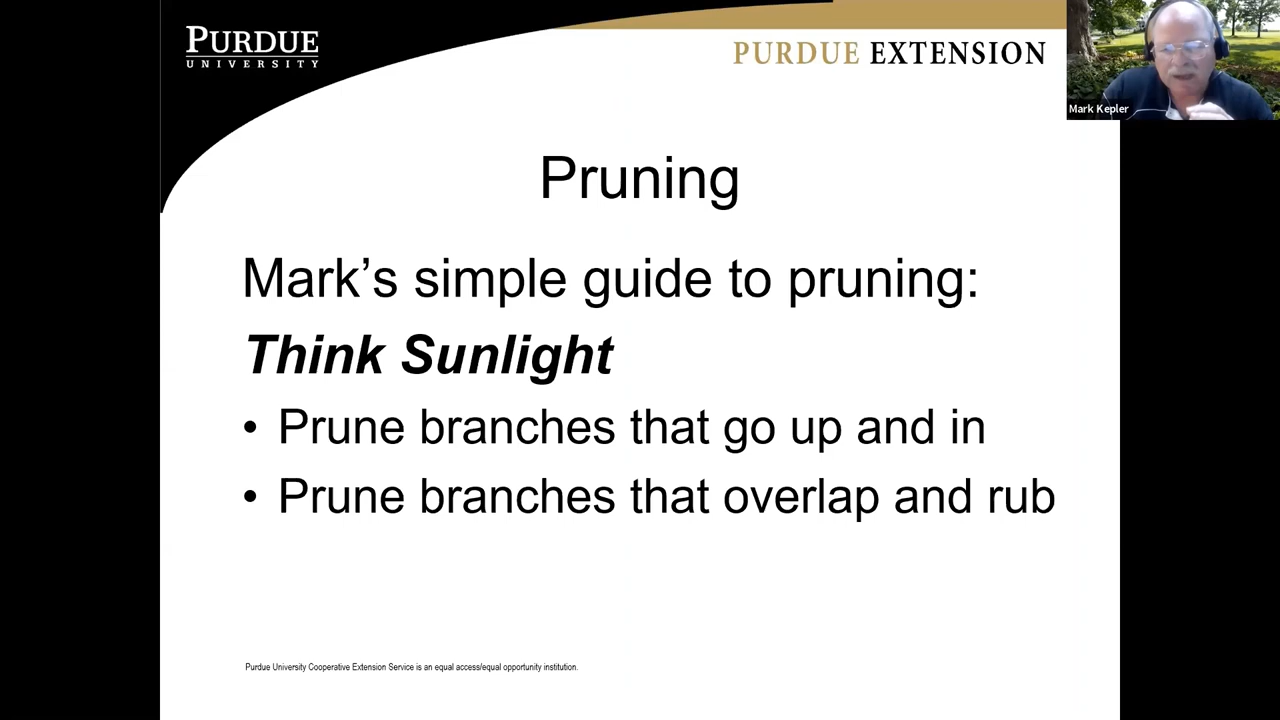 PURDUE
UNIVERSITY
PURDUE EXTENSION
Mark Kepler
Pruning
Mark’s simple guide to pruning:
Think Sunlight
• Prune branches that go up and in
• Prune branches that overlap and rub
Purdue University Cooperative Extension Service is an equal access/equal opportunity institution.